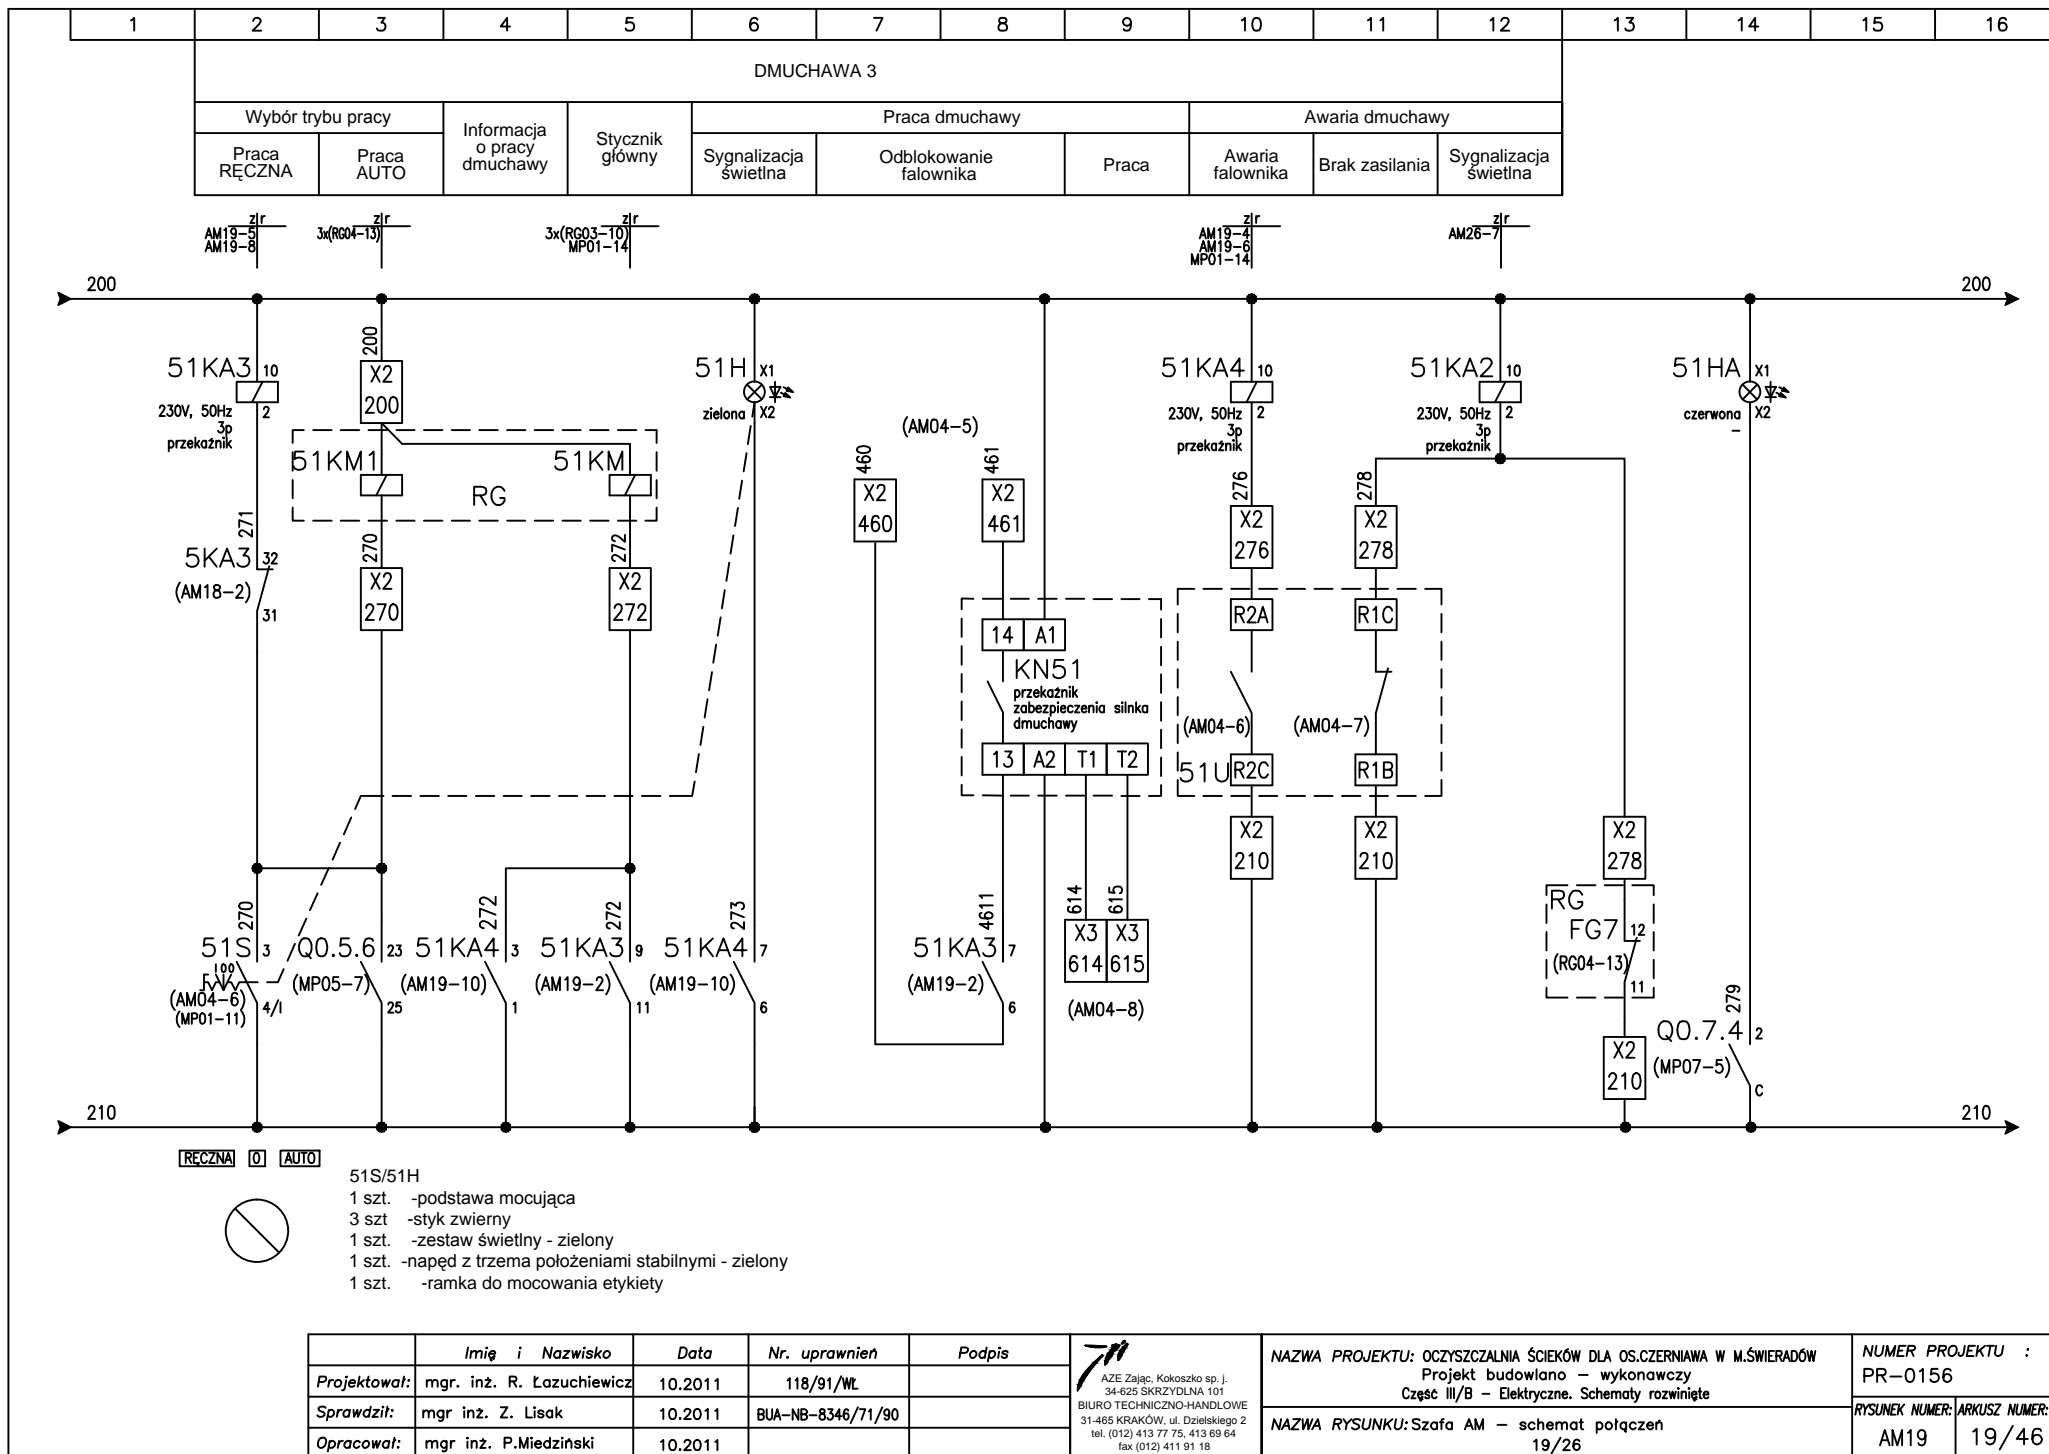 1 2 3 4 5 6 7 8 9 10 11 12 13 14 15 16
DMUCHAWA 3
Wybór trybu pracy
Informacja
o pracy
dmuchawy
Stycznik
główny
Praca dmuchawy
Awaria dmuchawy
Praca
RĘCZNA
Praca
AUTO
Sygnalizacja
świetlna
Odblokowanie
falownika
Praca
Awaria
falownika
Brak zasilania
Sygnalizacja
świetlna
z r
AM19-5
AM19-8
z r
3x(RG04-13)
z r
3x(RG03-10)
MP01-14
z r
AM19-4
AM19-6
MP01-14
z r
AM26-7
200
200
51KA3 10
2
230V, 50Hz
3p
przekaźnik
200
X2
200
51KM1
51KM
RG
51H X1
X2
zielona
(AM04-5)
460
X2
460
461
X2
461
51KA4 10
2
230V, 50Hz
3p
przekaźnik
51KA2 10
2
230V, 50Hz
3p
przekaźnik
51HA X1
X2
czerwona
-
271
5KA3 32
(AM18-2)
31
270
X2
270
272
X2
272
276
X2
276
278
X2
278
14 A1
KN51
przekaźnik
zabezpieczenia silnka
dmuchawy
13 A2 T1 T2
R2A
R1C
(AM04-6)
(AM04-7)
51U R2C
R1B
X2
210
X2
210
X2
278
RG
FG7 12
(RG04-13)
11
X2
210
270
51S 3
1 0 0
(AM04-6)
(MP01-11)
4/I
Q0.5.6 23
(MP05-7)
25
272
51KA4 3
(AM19-10)
1
272
51KA3 9
(AM19-2)
11
273
51KA4 7
(AM19-10)
6
4611
51KA3 7
(AM19-2)
6
614
X3
614
615
X3
615
(AM04-8)
279
Q0.7.4 2
(MP07-5)
C
210
210
RĘCZNA 0 AUTO
51S/51H
1 szt. -podstawa mocująca
3 szt -styk zwierny
1 szt. -zestaw świetlny - zielony
1 szt. -napęd z trzema położeniami stabilnymi - zielony
1 szt. -ramka do mocowania etykiety
Imię i Nazwisko Data Nr. uprawnień Podpis
Projektował: mgr. inż. R. Łazuchiewicz 10.2011 118/91/WŁ
Sprawdził: mgr inż. Z. Lisak 10.2011 BUA-NB-8346/71/90
Opracował: mgr inż. P.Miedziński 10.2011
AZE Zając, Kokoszko sp. j.
34-625 SKRZYDLNA 101
BIURO TECHNICZNO-HANDLOWE
31-465 KRAKÓW, ul. Dzielskiego 2
tel. (012) 413 77 75, 413 69 64
fax (012) 411 91 18
NAZWA PROJEKTU: OCZYSZCZALNIA ŚCIEKÓW DLA OS.CZERNIAWA W M.ŚWIERADÓW
Projekt budowlano - wykonawczy
Część III/B - Elektryczne. Schematy rozwinięte
NAZWA RYSUNKU: Szafa AM - schemat połączeń
19/26
NUMER PROJEKTU :
PR-0156
RYSUNEK NUMER: ARKUSZ NUMER:
AM19 19/46